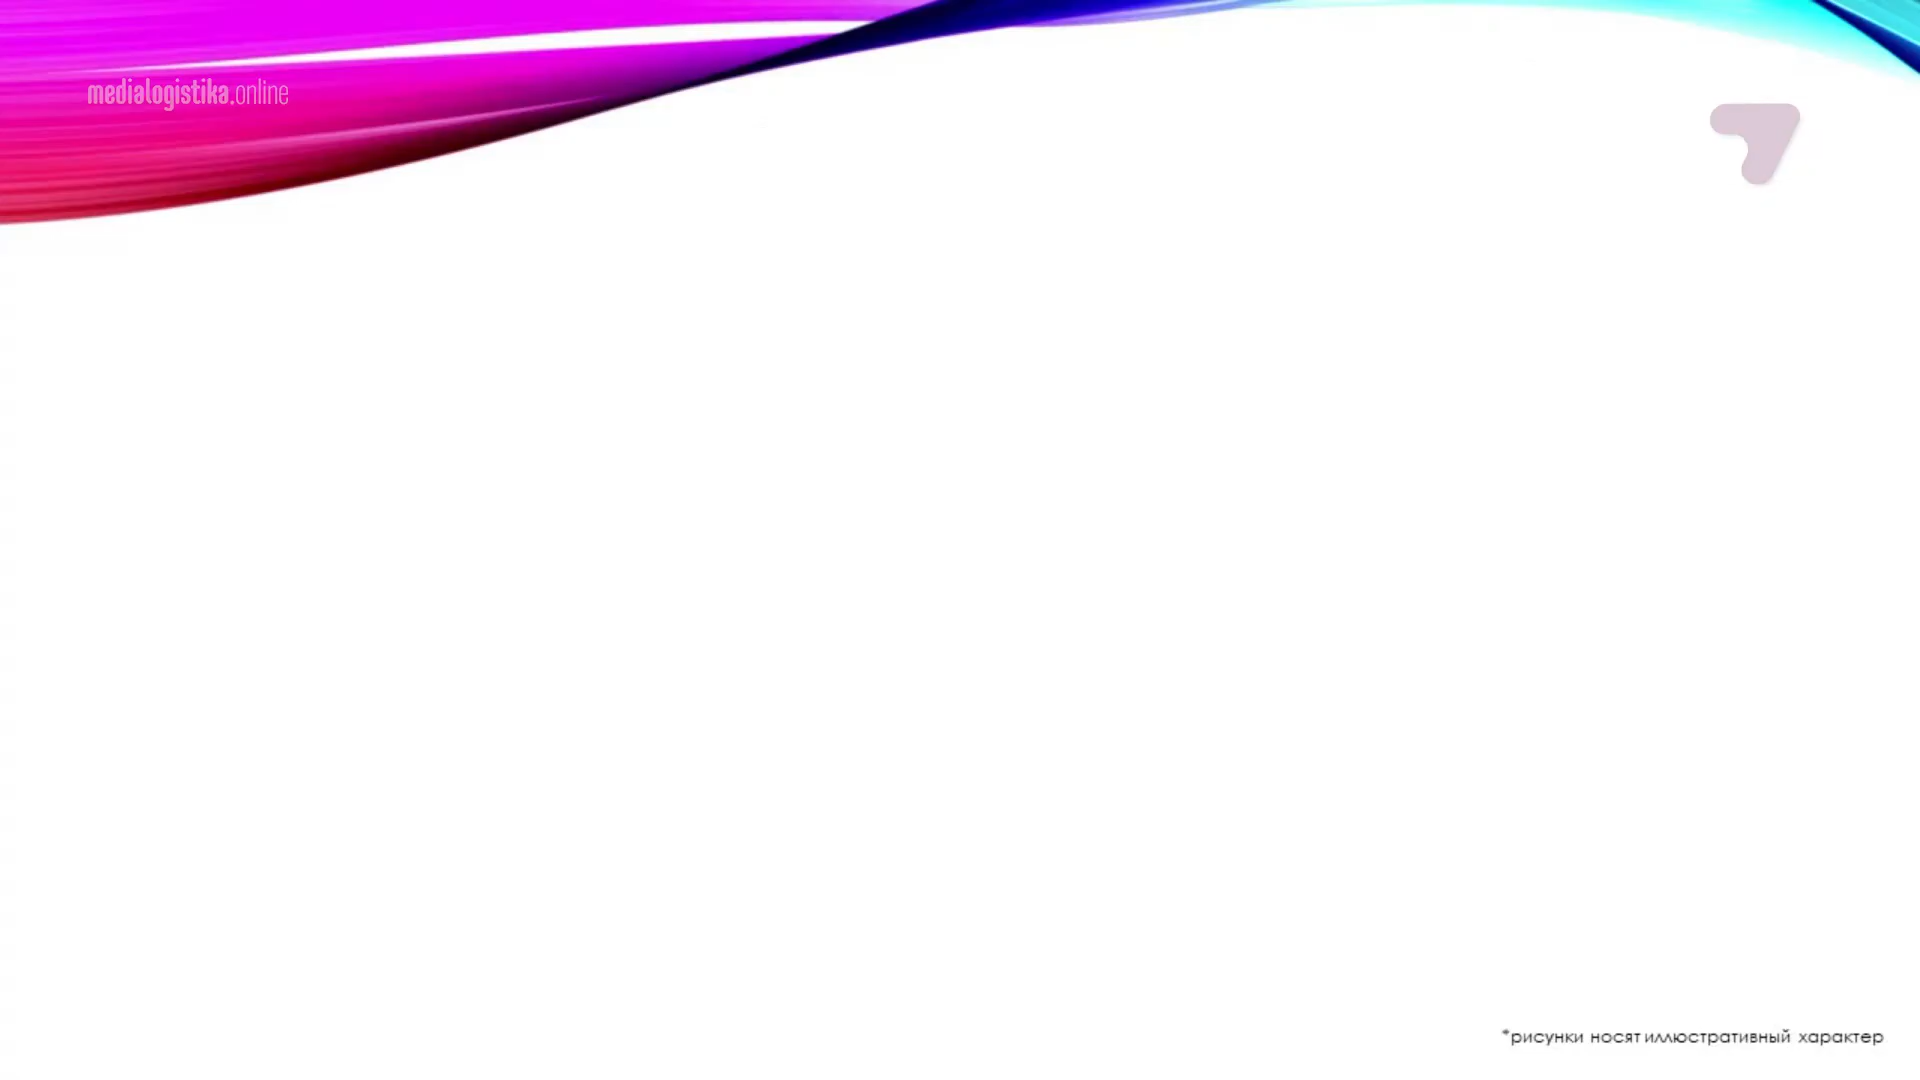 medialogistika.online
*рисунки носят иллюстративный характер